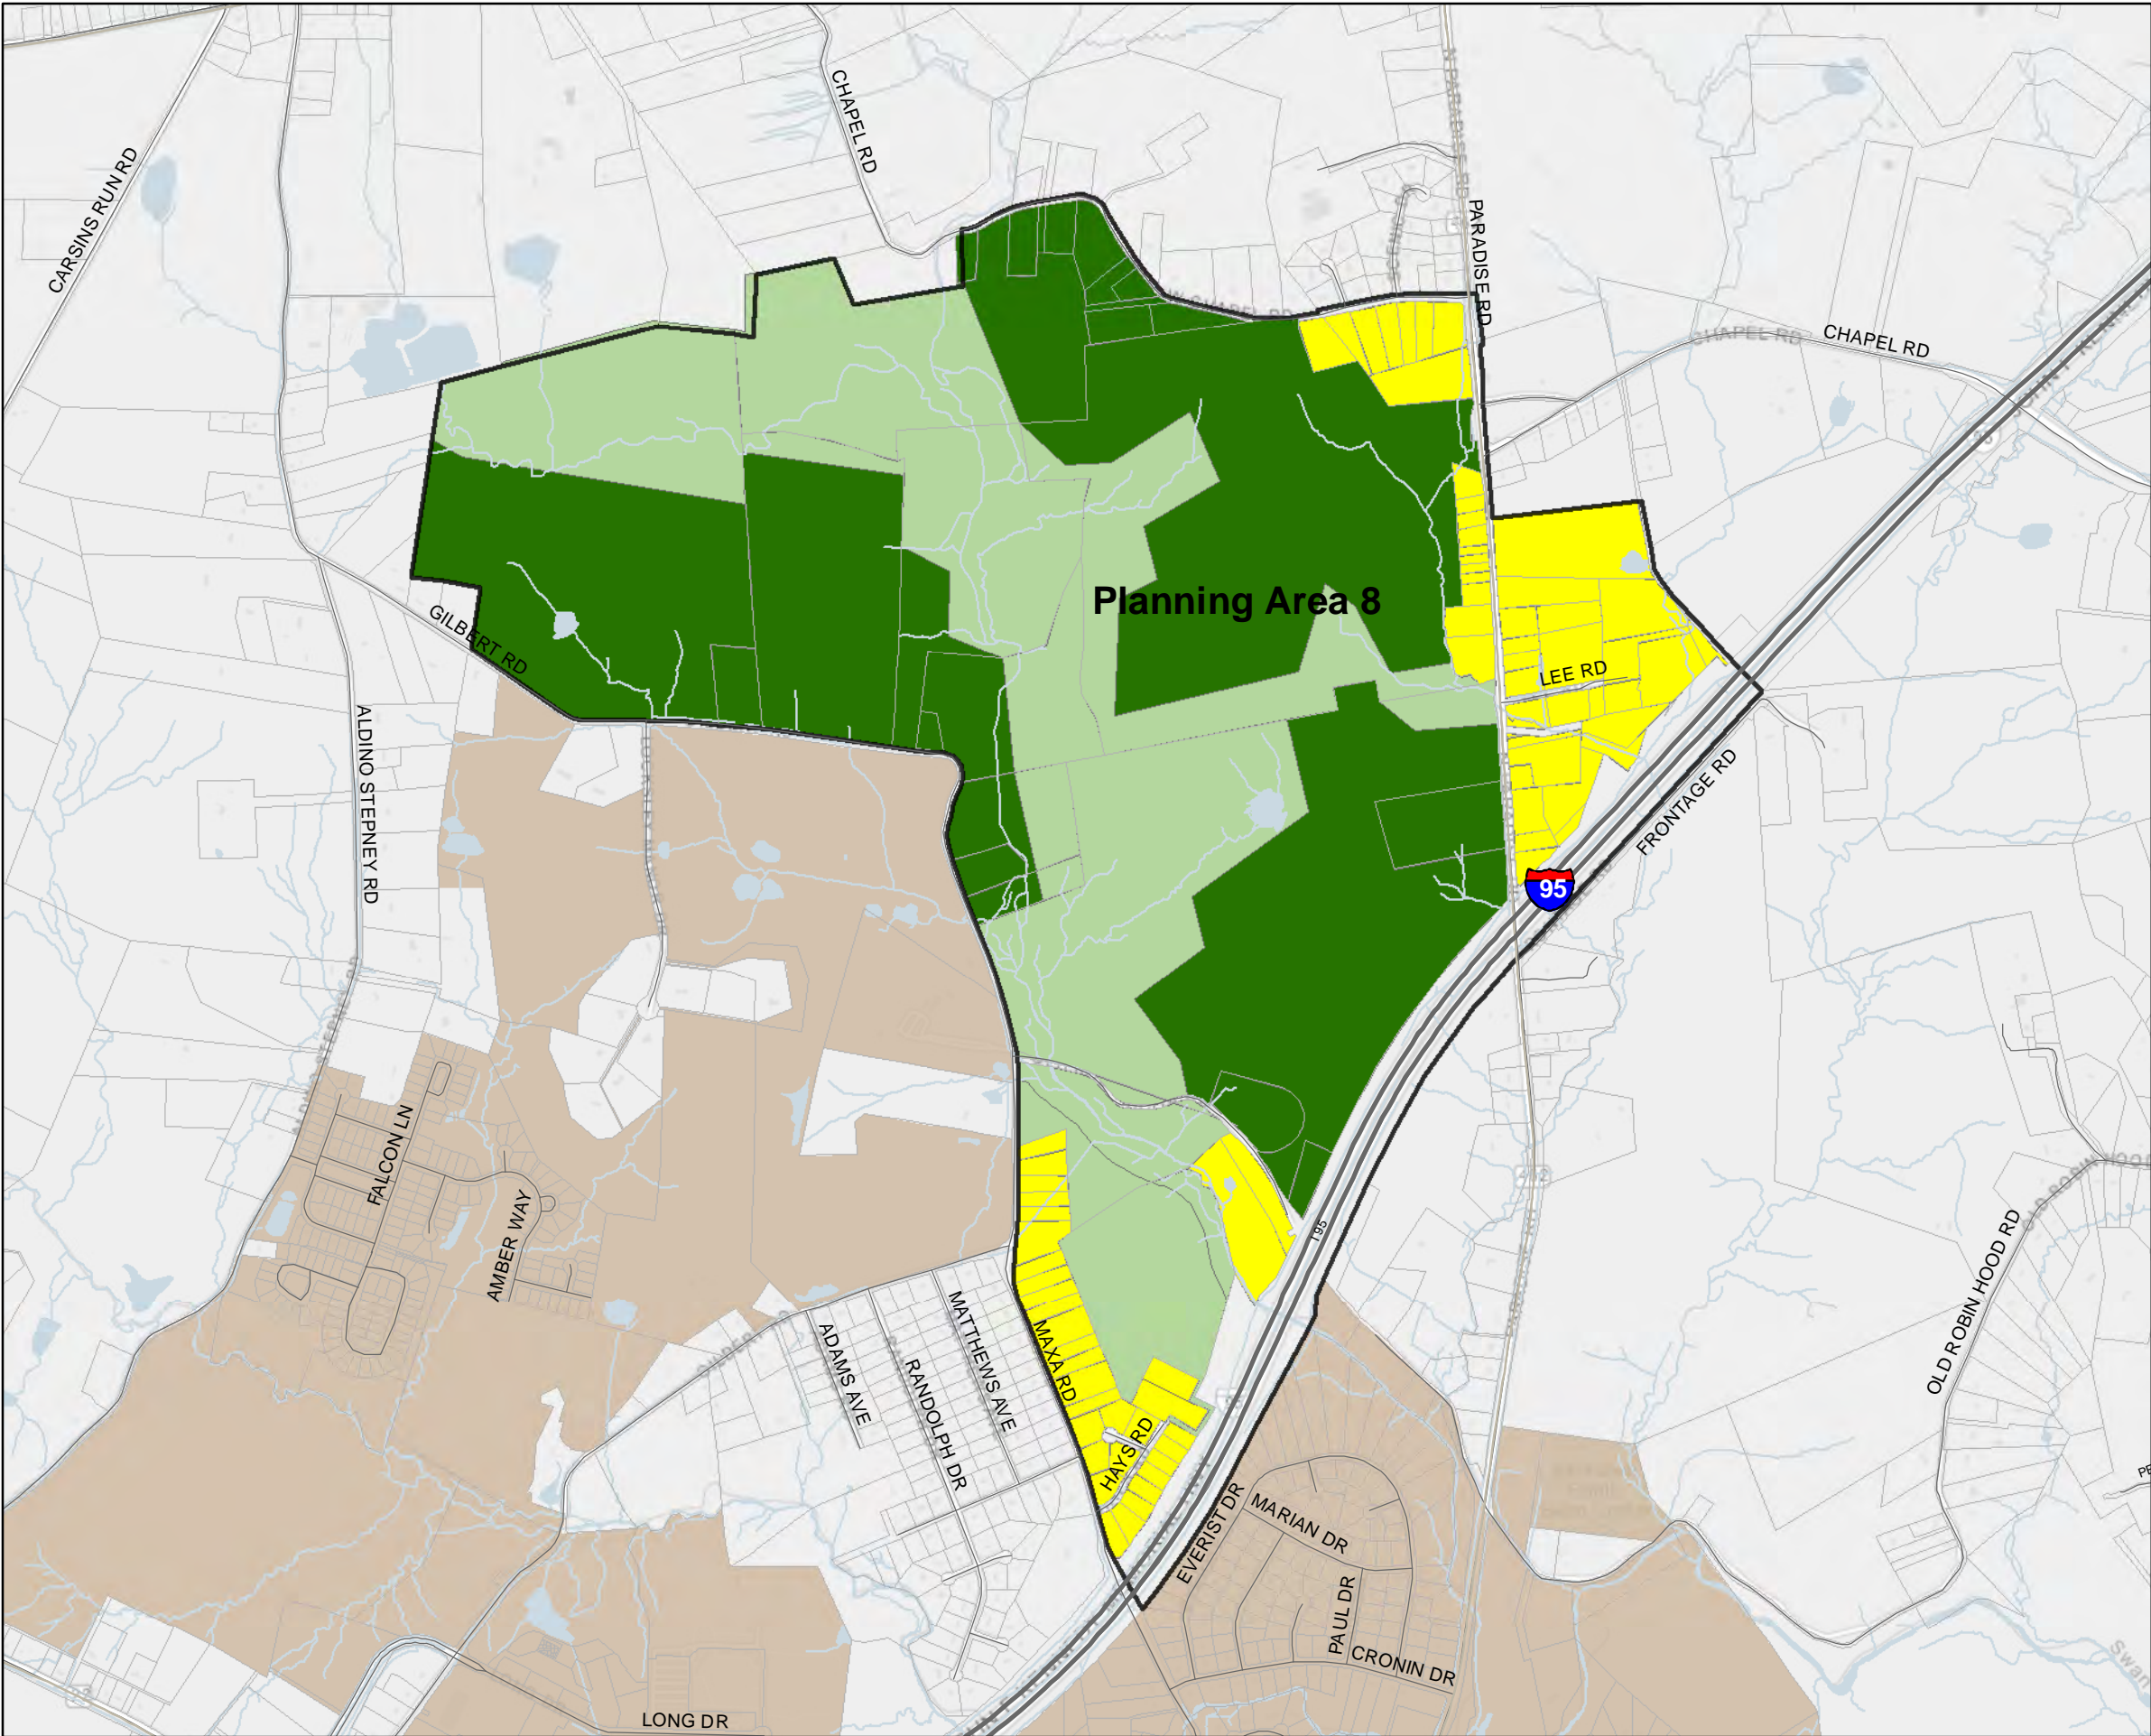 CHAPEL RD
CARSINS RUN RD
PARADISE RD
CHAPEL RD
CHAPEL RD
Planning Area 8
GILBERT RD
LEE RD
ALDINO STEPNEY RD
FRONTAGE RD
95
FALCON LN
AMBER WAY
I 95
OLD ROBIN HOOD RD
MATTHEWS AVE
ADAMS AVE
MAXA RD
RANDOLPH DR
HAYS RD
EVERIST DR
MARIAN DR
PAUL DR
CRONIN DR
LONG DR